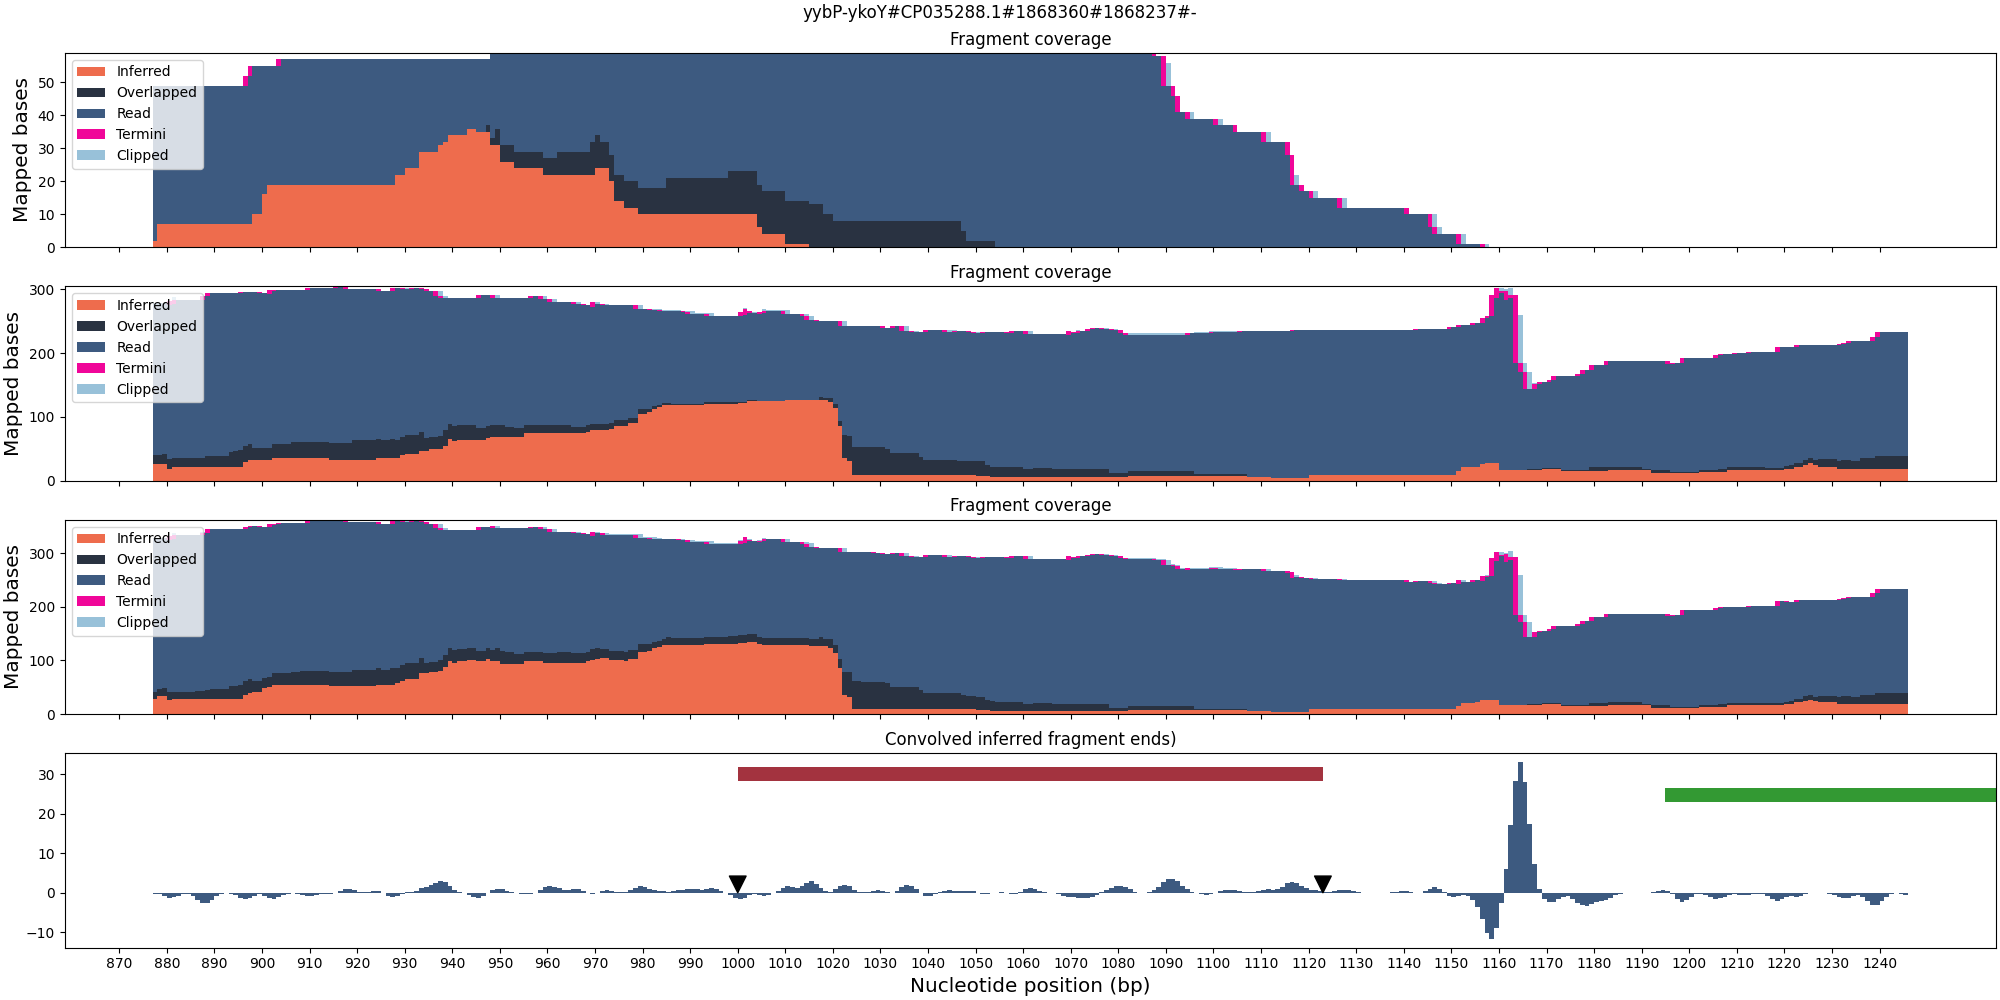 yybP-ykoY#CP035288.1#1868360#1868237#-
Fragment coverage
Mapped bases
50
40
30
20
10
0
Inferred
Overlapped
Read
Termini
Clipped
Fragment coverage
Mapped bases
300
200
100
0
Inferred
Overlapped
Read
Termini
Clipped
Fragment coverage
Mapped bases
300
200
100
0
Inferred
Overlapped
Read
Termini
Clipped
Convolved inferred fragment ends)
30
20
10
0
−10
870 880 890 900 910 920 930 940 950 960 970 980 990 1000 1010 1020 1030 1040 1050 1060 1070 1080 1090 1100 1110 1120 1130 1140 1150 1160 1170 1180 1190 1200 1210 1220 1230 1240
Nucleotide position (bp)